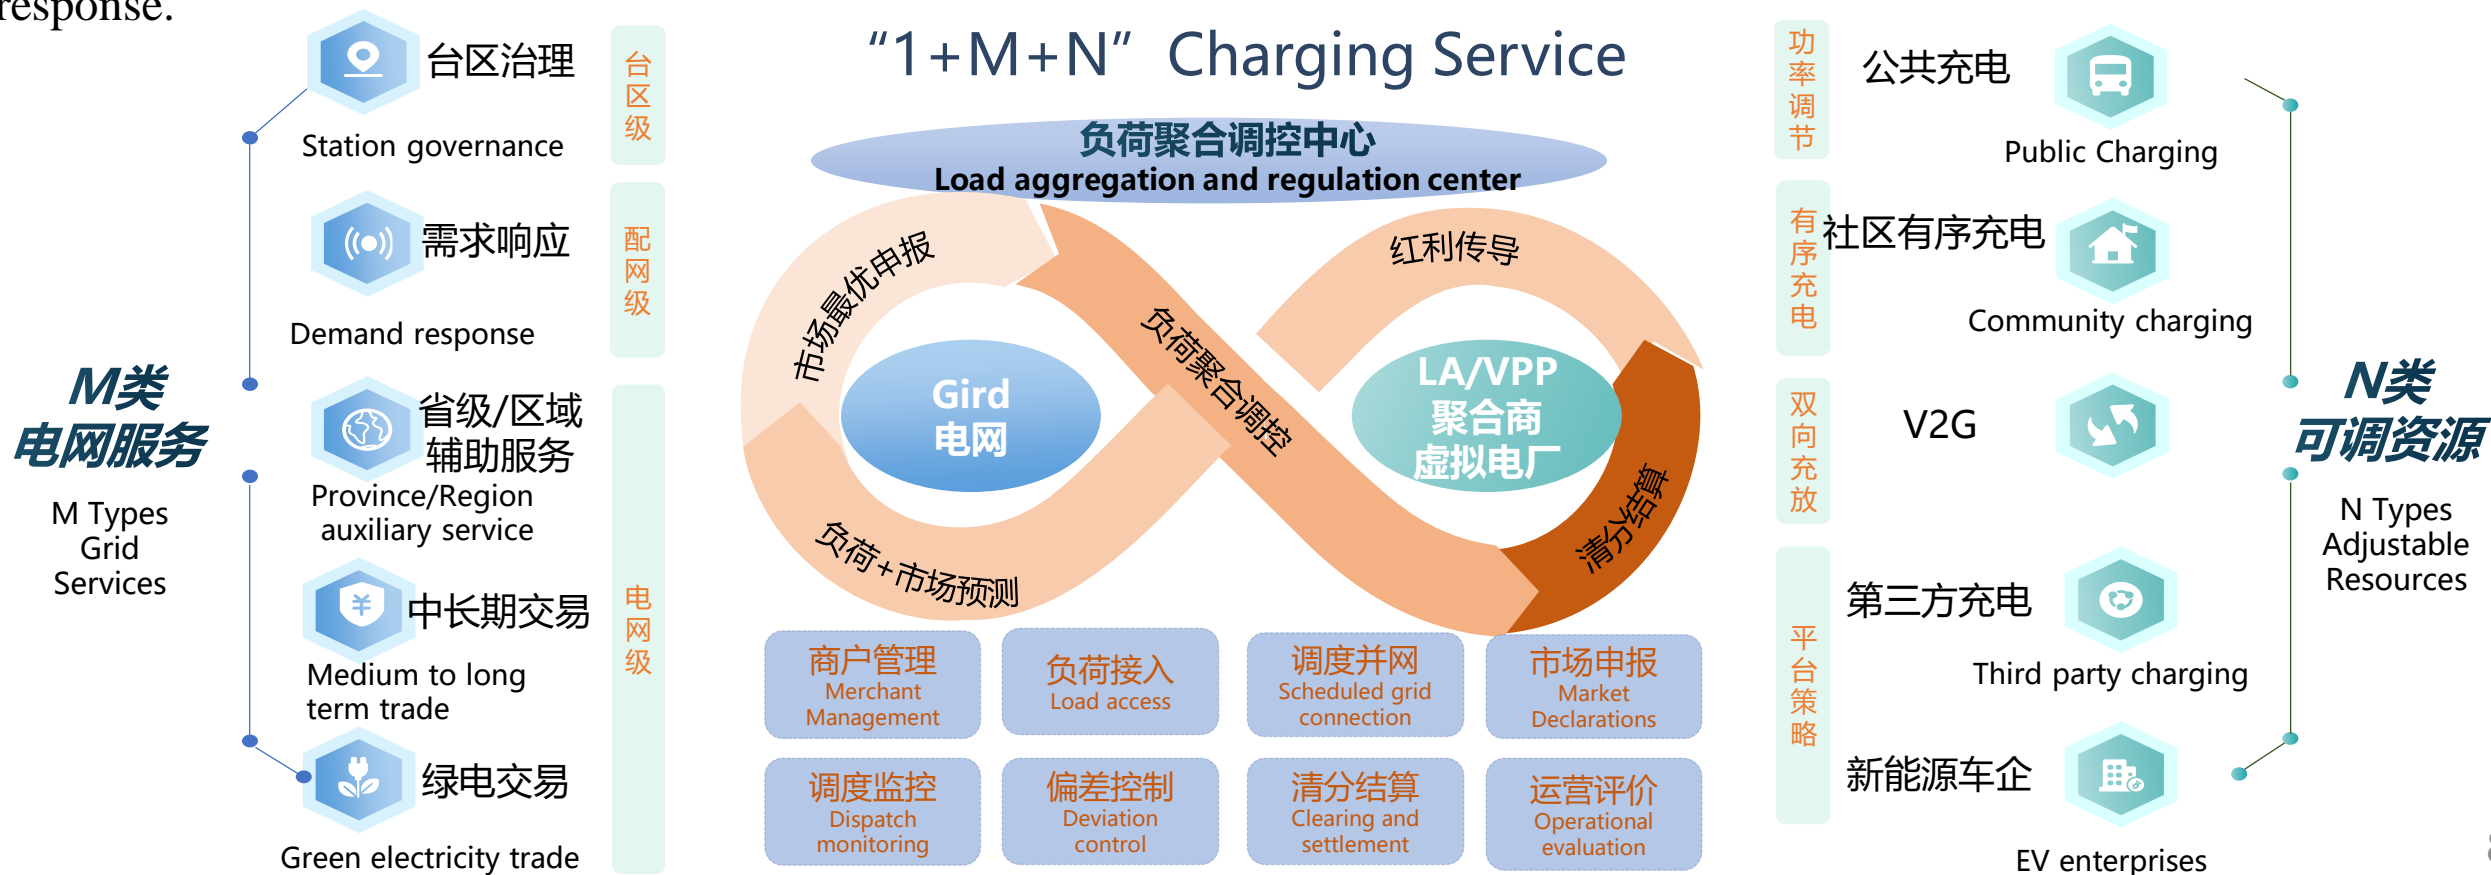 response.
“1+M+N” Charging Service
负荷聚合调控中心
Load aggregation and regulation center
M类
电网服务
M Types
Grid
Services
台区治理
Station governance
需求响应
Demand response
省级/区域
辅助服务
Province/Region
auxiliary service
中长期交易
Medium to long
term trade
绿电交易
Green electricity trade
台区级
配网级
电网级
市场最优申报
负荷聚合调控
红利传导
清分结算
负荷+市场预测
Gird
电网
LA/VPP
聚合商
虚拟电厂
商户管理
Merchant
Management
负荷接入
Load access
调度并网
Scheduled grid
connection
市场申报
Market
Declarations
调度监控
Dispatch
monitoring
偏差控制
Deviation
control
清分结算
Clearing and
settlement
运营评价
Operational
evaluation
功率调节
有序充电
双向充放
平台策略
公共充电
Public Charging
社区有序充电
Community charging
V2G
第三方充电
Third party charging
新能源车企
EV enterprises
N类
可调资源
N Types
Adjustable
Resources